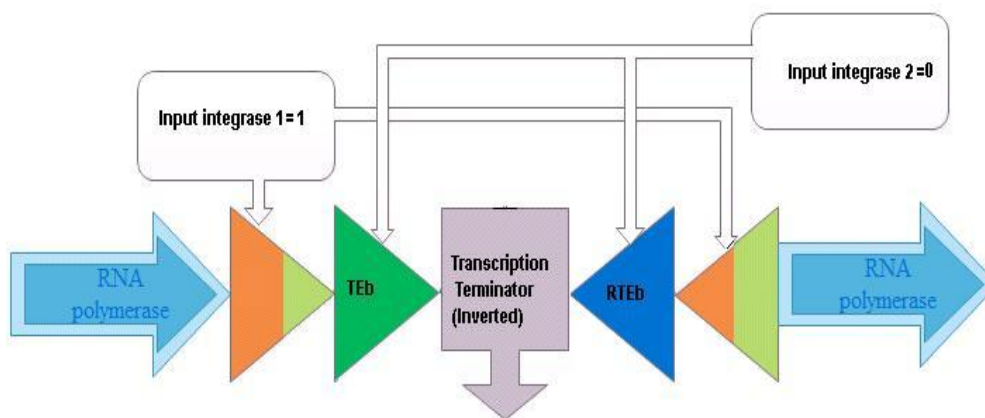 Input integrase 2=0
Input integrase 1=1
RNA
polymerase
TEb
Transcription
Terminator
(Inverted)
RTEb
RNA
polymerase